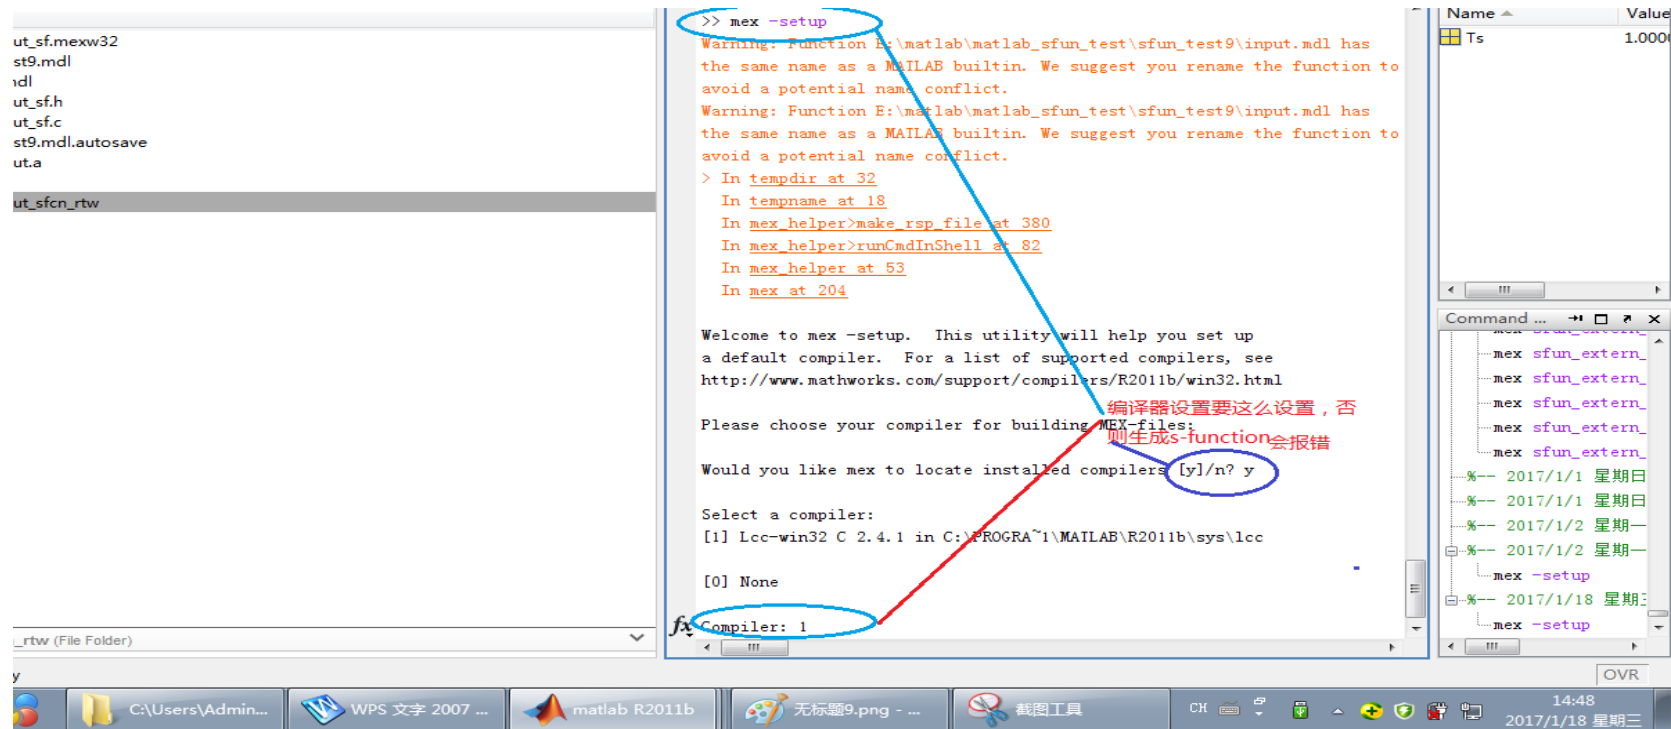 ut_sf.mexw32
st9.mdl
ndl
ut_sf.h
ut_sf.c
st9.mdl.autosave
ut.a
ut_sfcn_rtw
_rtw (File Folder)
y
>> mex -setup
Warning: Function E:\matlab\matlab_sfun_test\sfun_test9\input.mdl has
the same name as a MATLAB builtin. We suggest you rename the function to
avoid a potential name conflict.
Warning: Function E:\matlab\matlab_sfun_test\sfun_test9\input.mdl has
the same name as a MATLAB builtin. We suggest you rename the function to
avoid a potential name conflict.
> In tempdir at 32
In tempname at 18
In mex_helper>make_rsp_file at 380
In mex_helper>runCmdInShell at 82
In mex_helper at 53
In mex at 204
Welcome to mex -setup.  This utility will help you set up
a default compiler.  For a list of supported compilers, see
http://www.mathworks.com/support/compilers/R2011b/win32.html
编译器设置要这么设置，否
Please choose your compiler for building MEX-files:
则生成s-function会报错
Would you like mex to locate installed compilers [y]/n? y
Select a compiler:
[1] Lcc-win32 C 2.4.1 in C:\PROGRA~1\MATLAB\R2011b\sys\lcc
[0] None
fx Compiler: 1
Name Value
Ts 1.000
Command ...
mex sfun_extern_
mex sfun_extern_
mex sfun_extern_
mex sfun_extern_
mex sfun_extern_
%-- 2017/1/1 星期日
%-- 2017/1/1 星期日
%-- 2017/1/2 星期一
%-- 2017/1/2 星期一
mex -setup
%-- 2017/1/18 星期三
mex -setup
OVR
C:\Users\Admin...
WPS 文字 2007 ...
matlab R2011b
无标题9.png - ...
截图工具
CH
14:48
2017/1/18 星期三